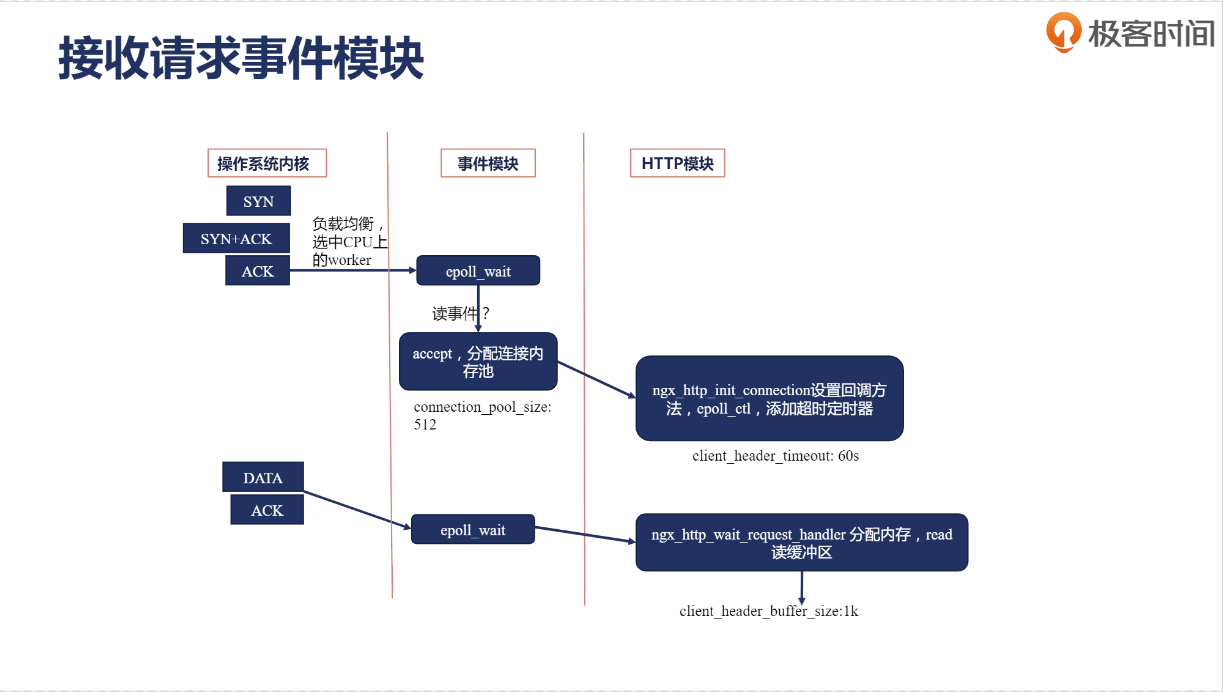 接收请求事件模块
极客时间
操作系统内核
事件模块
HTTP模块
SYN
SYN+ACK
ACK
负载均衡，
选中CPU上
的worker
epoll_wait
读事件？
accept，分配连接内
存池
connection_pool_size:
512
ngx_http_init_connection设置回调方
法，epoll_ctl，添加超时定时器
client_header_timeout: 60s
DATA
ACK
epoll_wait
ngx_http_wait_request_handler 分配内存，read
读缓冲区
client_header_buffer_size:1k